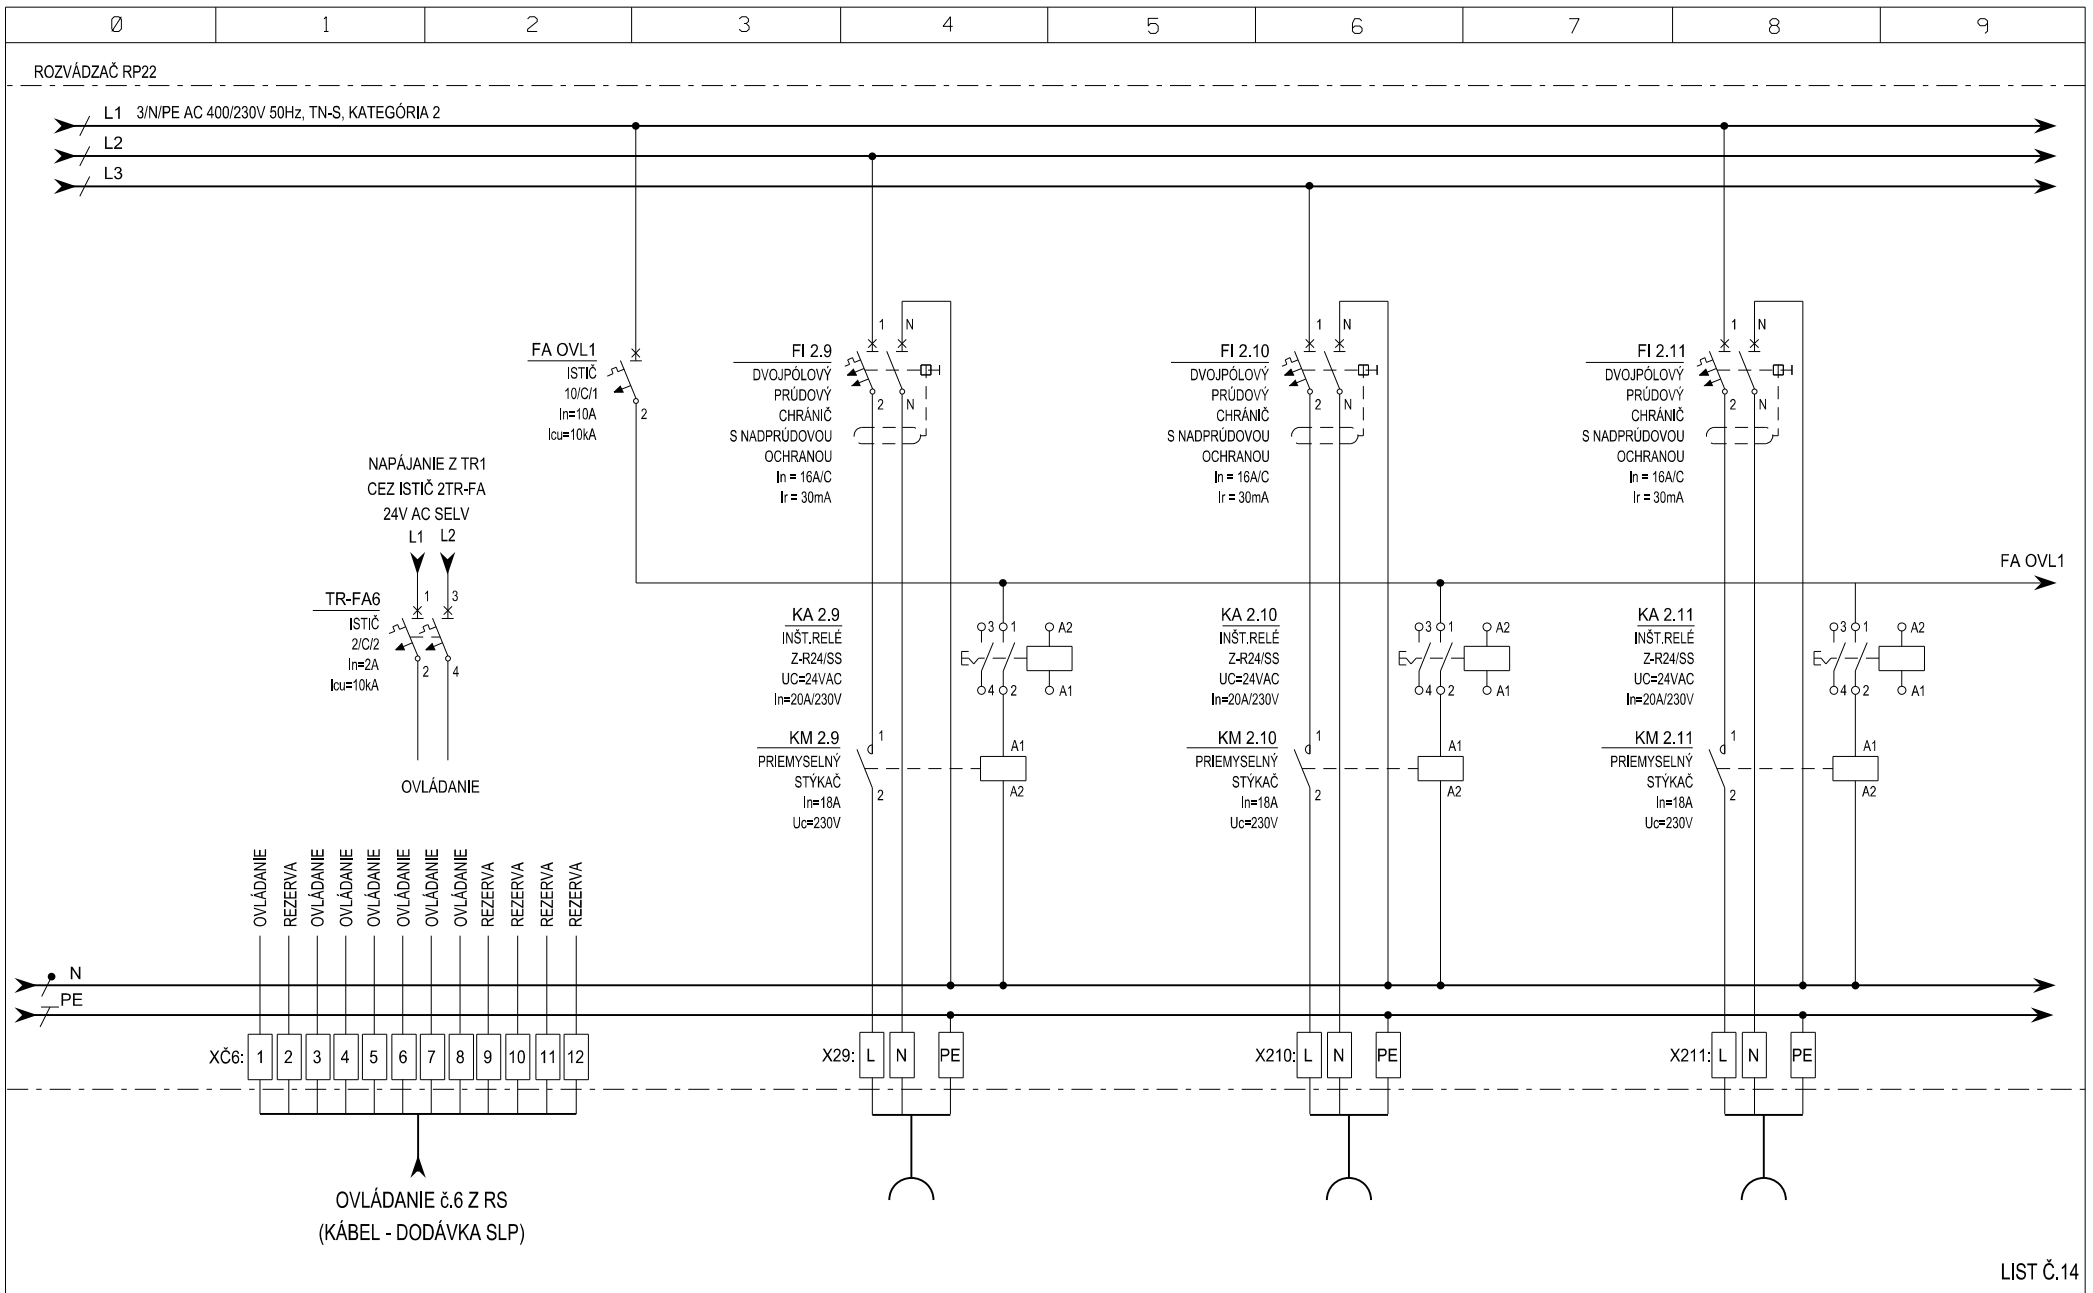 Ø 1 2 3 4 5 6 7 8 9
ROZVÁDZAČ RP22
L1 3/N/PE AC 400/230V 50Hz, TN-S, KATEGÓRIA 2
L2
L3
FA OVL1
ISTIČ
10/C/1
In=10A
Icu=10kA
2
NAPÁJANIE Z TR1
CEZ ISTIČ 2TR-FA
24V AC SELV
L1 L2
TR-FA6
ISTIČ
2/C/2
In=2A
Icu=10kA
1 3
2 4
OVLÁDANIE
FI 2.9
DVOJPÓLOVÝ
PRÚDOVÝ
CHRÁNIČ
S NADPRÚDOVOU
OCHRANOU
In = 16A/C
Ir = 30mA
1 N
2 N
FI 2.10
DVOJPÓLOVÝ
PRÚDOVÝ
CHRÁNIČ
S NADPRÚDOVOU
OCHRANOU
In = 16A/C
Ir = 30mA
1 N
2 N
FI 2.11
DVOJPÓLOVÝ
PRÚDOVÝ
CHRÁNIČ
S NADPRÚDOVOU
OCHRANOU
In = 16A/C
Ir = 30mA
1 N
2 N
FA OVL1
KA 2.9
INŠT.RELÉ
Z-R24/SS
UC=24VAC
In=20A/230V
3 1 A2
4 2 A1
KA 2.10
INŠT.RELÉ
Z-R24/SS
UC=24VAC
In=20A/230V
3 1 A2
4 2 A1
KA 2.11
INŠT.RELÉ
Z-R24/SS
UC=24VAC
In=20A/230V
3 1 A2
4 2 A1
KM 2.9
PRIEMYSELNÝ
STÝKAČ
In=18A
Uc=230V
1 A1
2 A2
KM 2.10
PRIEMYSELNÝ
STÝKAČ
In=18A
Uc=230V
1 A1
2 A2
KM 2.11
PRIEMYSELNÝ
STÝKAČ
In=18A
Uc=230V
1 A1
2 A2
OVLÁDANIE
REZERVA
OVLÁDANIE
OVLÁDANIE
OVLÁDANIE
OVLÁDANIE
OVLÁDANIE
OVLÁDANIE
REZERVA
REZERVA
REZERVA
REZERVA
N
PE
XČ6: 1 2 3 4 5 6 7 8 9 10 11 12
X29: L N PE
X210: L N PE
X211: L N PE
OVLÁDANIE č.6 Z RS
(KÁBEL - DODÁVKA SLP)
LIST Č.14